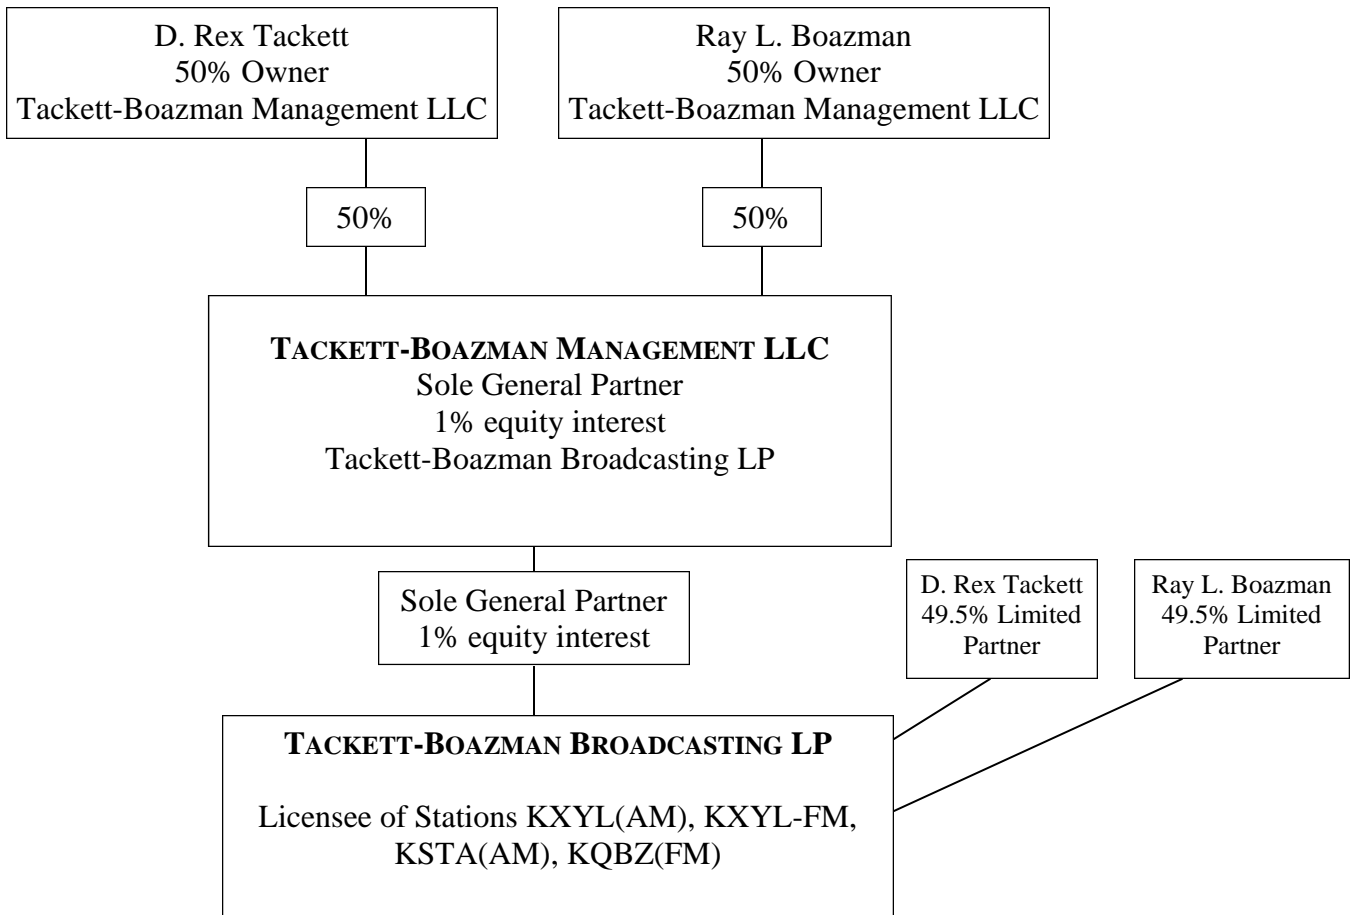 D. Rex Tackett
50% Owner
Tackett-Boazman Management LLC
Ray L. Boazman
50% Owner
Tackett-Boazman Management LLC
50%
50%
TACKETT-BOAZMAN MANAGEMENT LLC
Sole General Partner
1% equity interest
Tackett-Boazman Broadcasting LP
Sole General Partner
1% equity interest
D. Rex Tackett
49.5% Limited
Partner
Ray L. Boazman
49.5% Limited
Partner
TACKETT-BOAZMAN BROADCASTING LP
Licensee of Stations KXYL(AM), KXYL-FM,
KSTA(AM), KQBZ(FM)